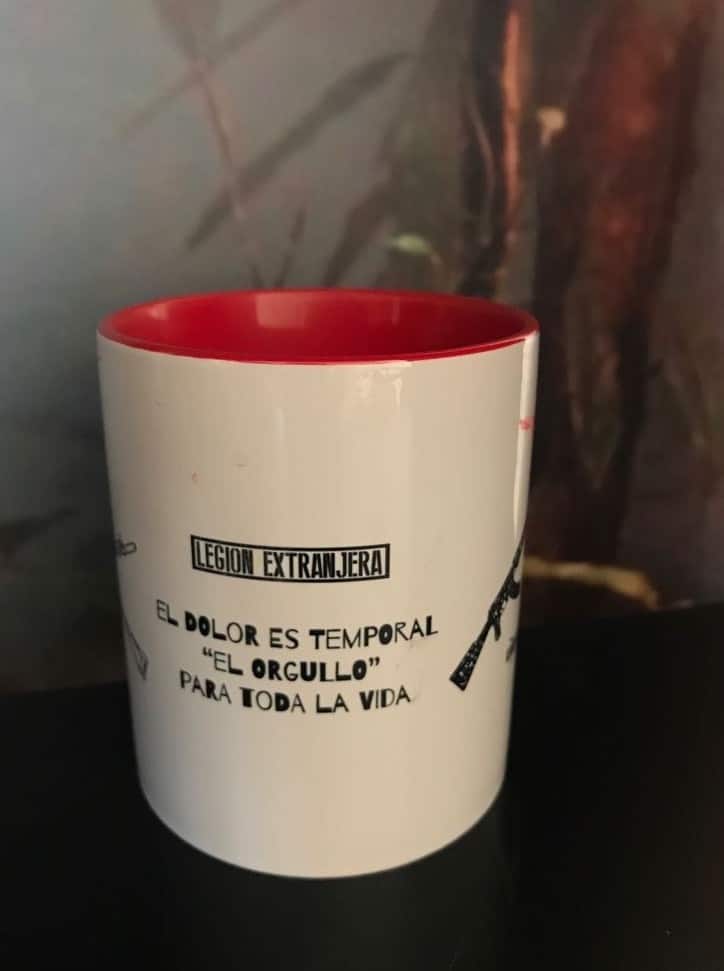 LEGION EXTRANJERA
EL DOLOR ES TEMPORAL
"EL ORGULLO"
PARA TODA LA VIDA